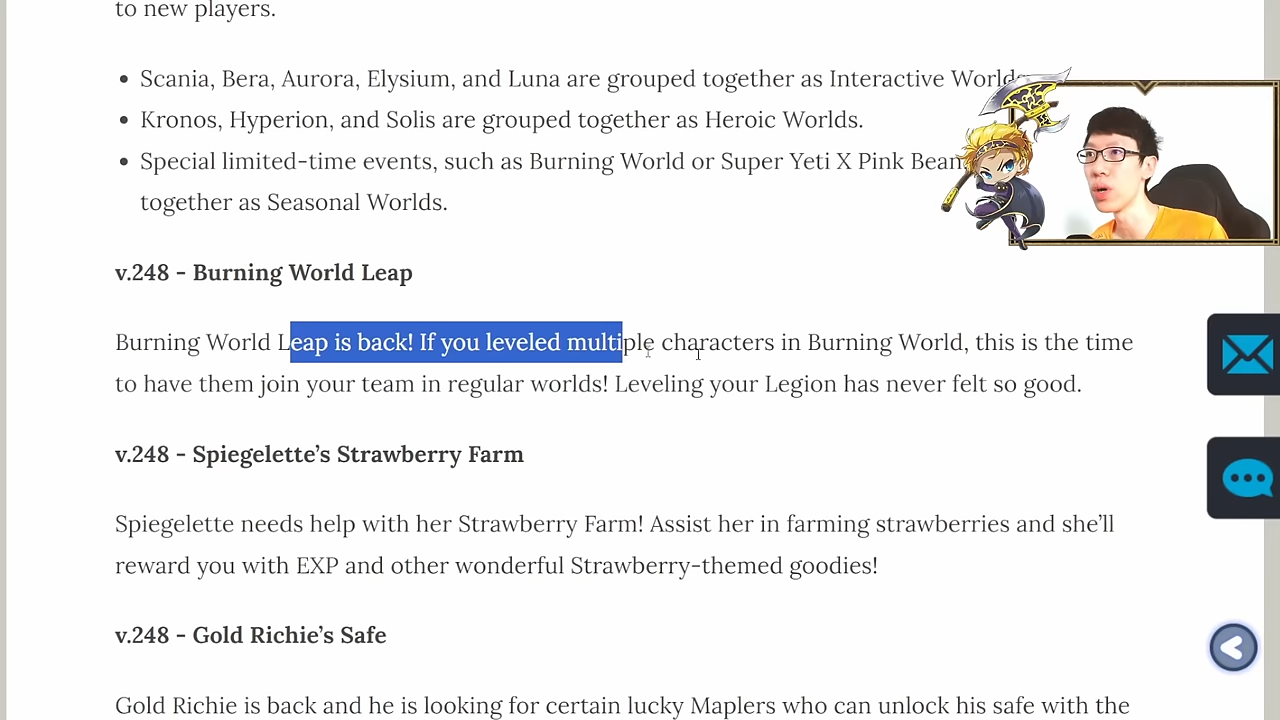 to new players.
Scania, Bera, Aurora, Elysium, and Luna are grouped together as Interactive Worlds.
Kronos, Hyperion, and Solis are grouped together as Heroic Worlds.
Special limited-time events, such as Burning World or Super Yeti X Pink Bean
together as Seasonal Worlds.
v.248 - Burning World Leap
Burning World Leap is back! If you leveled multiple characters in Burning World, this is the time
to have them join your team in regular worlds! Leveling your Legion has never felt so good.
v.248 - Spiegelette’s Strawberry Farm
Spiegelette needs help with her Strawberry Farm! Assist her in farming strawberries and she’ll
reward you with EXP and other wonderful Strawberry-themed goodies!
v.248 - Gold Richie’s Safe
Gold Richie is back and he is looking for certain lucky Maplers who can unlock his safe with the